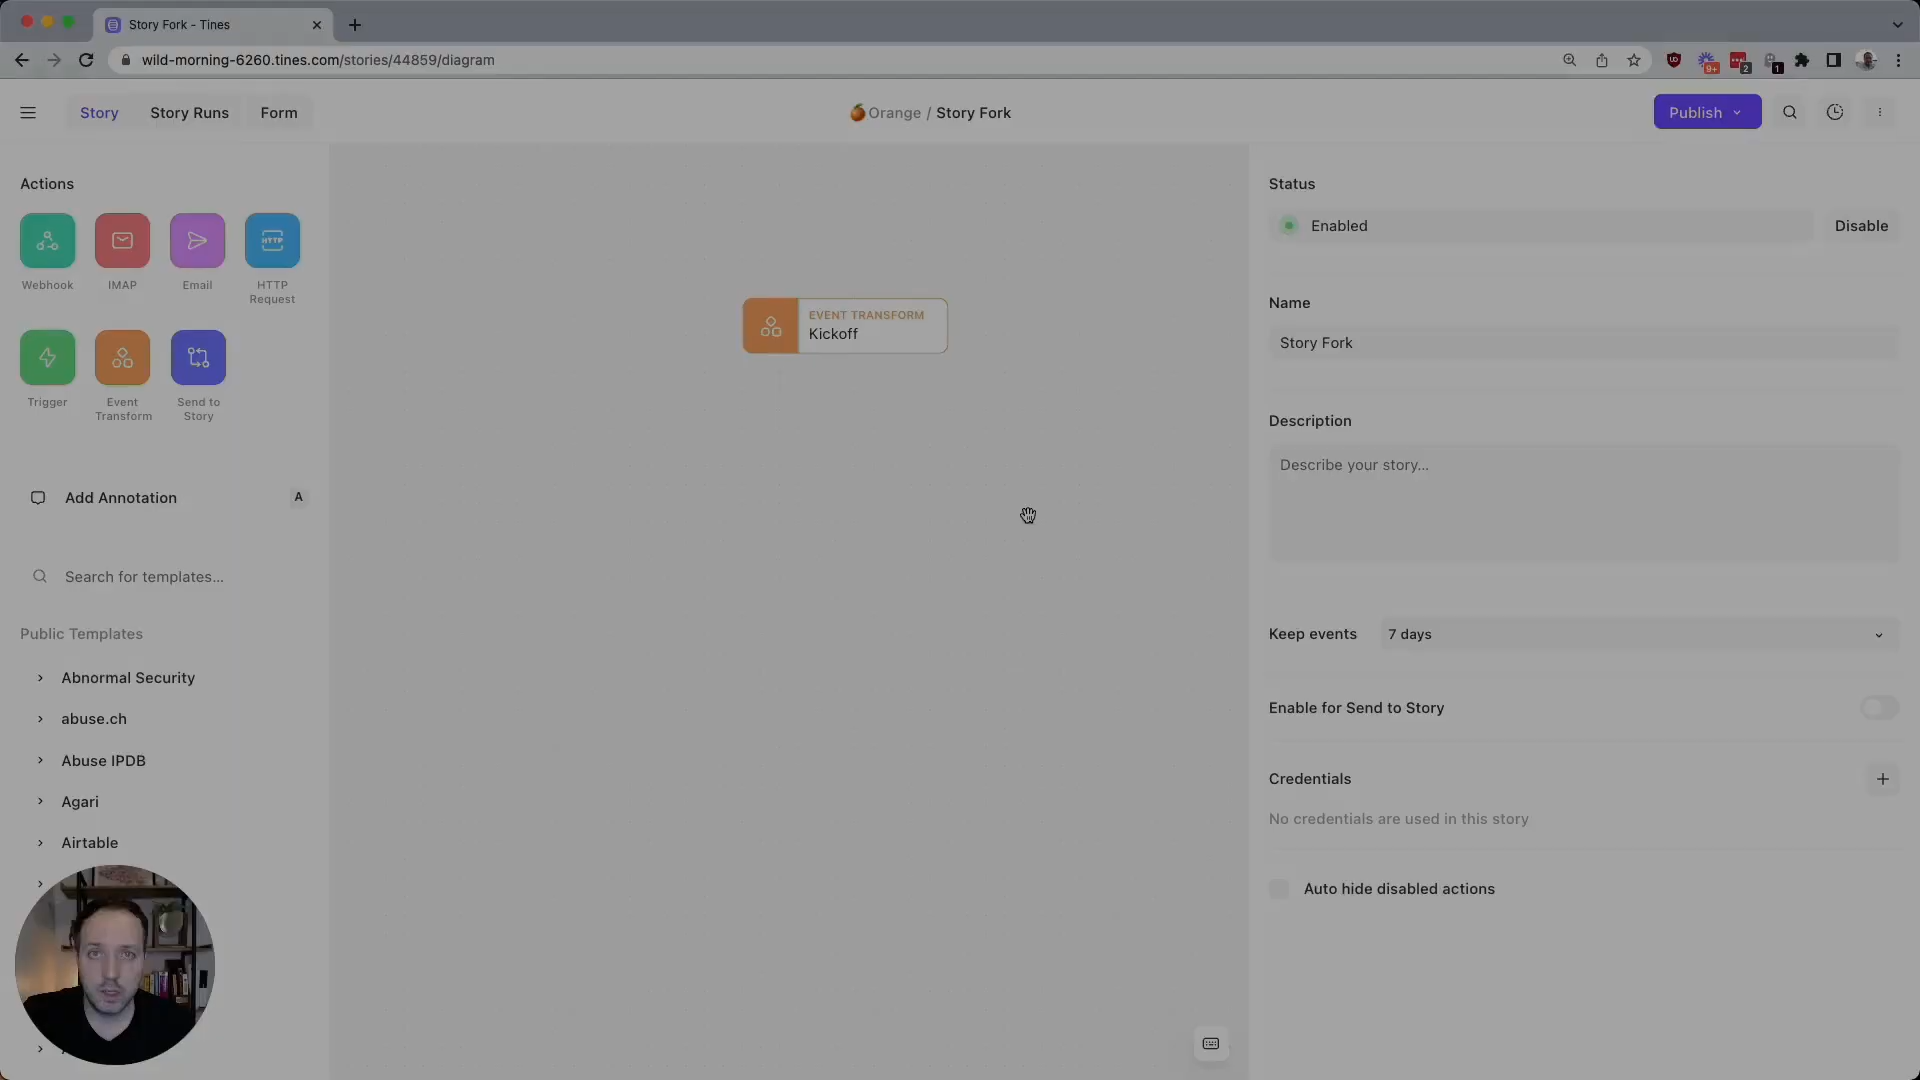 Story Fork - Tines
wild-morning-6260.tines.com/stories/44859/diagram
9+
2
1
Story
Story Runs
Form
Orange / Story Fork
Publish
Actions
Webhook
IMAP
Email
HTTP
HTTP
Request
Trigger
Event
Transform
Send to
Story
Add Annotation
A
Search for templates...
Public Templates
Abnormal Security
abuse.ch
Abuse IPDB
Agari
Airtable
EVENT TRANSFORM
Kickoff
Status
Enabled
Disable
Name
Story Fork
Description
Describe your story...
Keep events
7 days
Enable for Send to Story
Credentials
No credentials are used in this story
Auto hide disabled actions